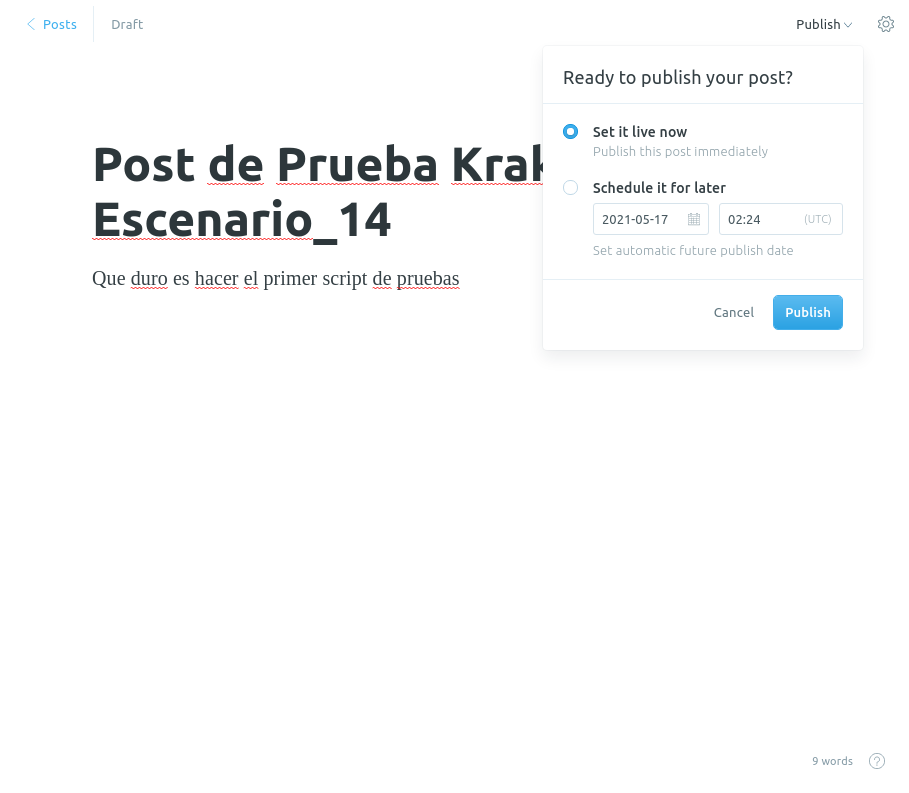 Posts
Draft
Publish
Ready to publish your post?
Set it live now
Publish this post immediately
Schedule it for later
2021-05-17
02:24
(UTC)
Set automatic future publish date
Cancel
Publish
Post de Prueba
Escenario_14
Que duro es hacer el primer script de pruebas
9 words
?